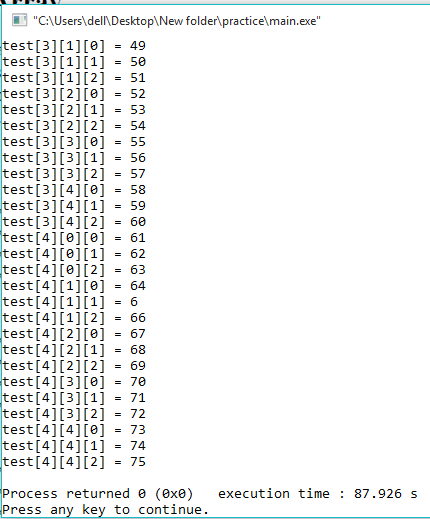 "C:\Users\dell\Desktop\New folder\practice\main.exe"
test[3][1][0] = 49
test[3][1][1] = 50
test[3][1][2] = 51
test[3][2][0] = 52
test[3][2][1] = 53
test[3][2][2] = 54
test[3][3][0] = 55
test[3][3][1] = 56
test[3][3][2] = 57
test[3][4][0] = 58
test[3][4][1] = 59
test[3][4][2] = 60
test[4][0][0] = 61
test[4][0][1] = 62
test[4][0][2] = 63
test[4][1][0] = 64
test[4][1][1] = 6
test[4][1][2] = 66
test[4][2][0] = 67
test[4][2][1] = 68
test[4][2][2] = 69
test[4][3][0] = 70
test[4][3][1] = 71
test[4][3][2] = 72
test[4][4][0] = 73
test[4][4][1] = 74
test[4][4][2] = 75
Process returned 0 (0x0)   execution time : 87.926 s
Press any key to continue.